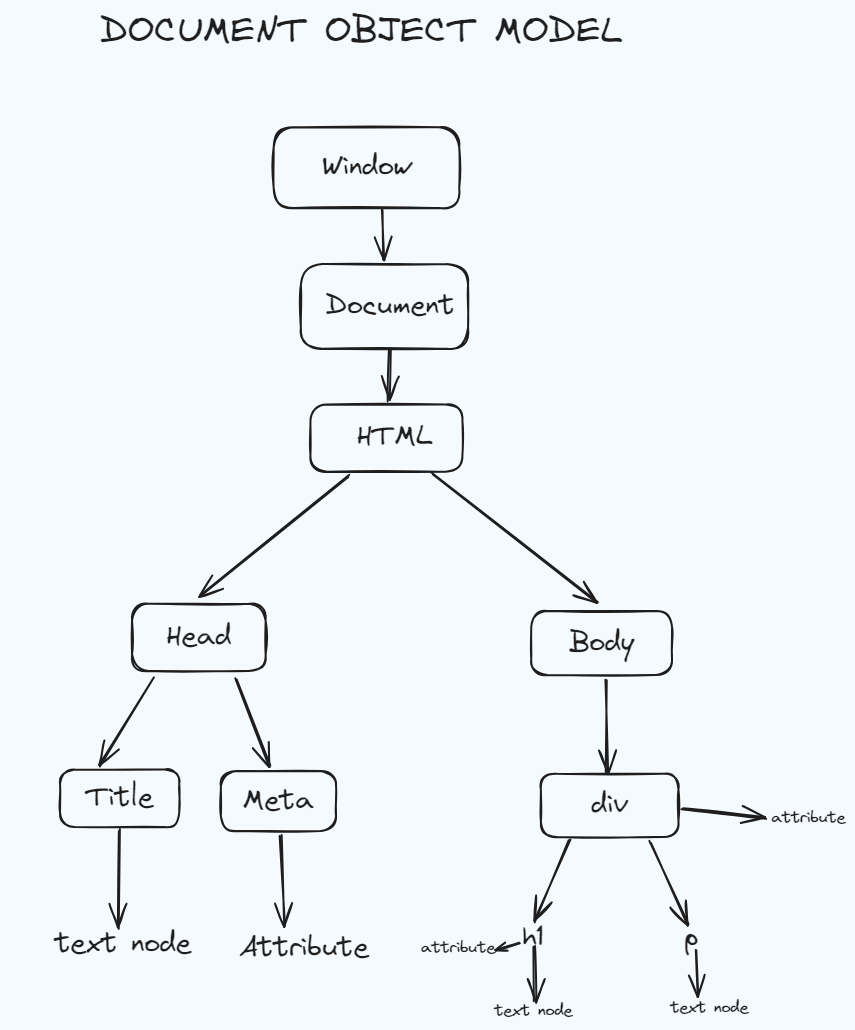 DOCUMENT OBJECT MODEL
Window
Document
HTML
Head
Body
Title
Meta
div
attribute
text node
Attribute
attribute
h1
p
text node
text node